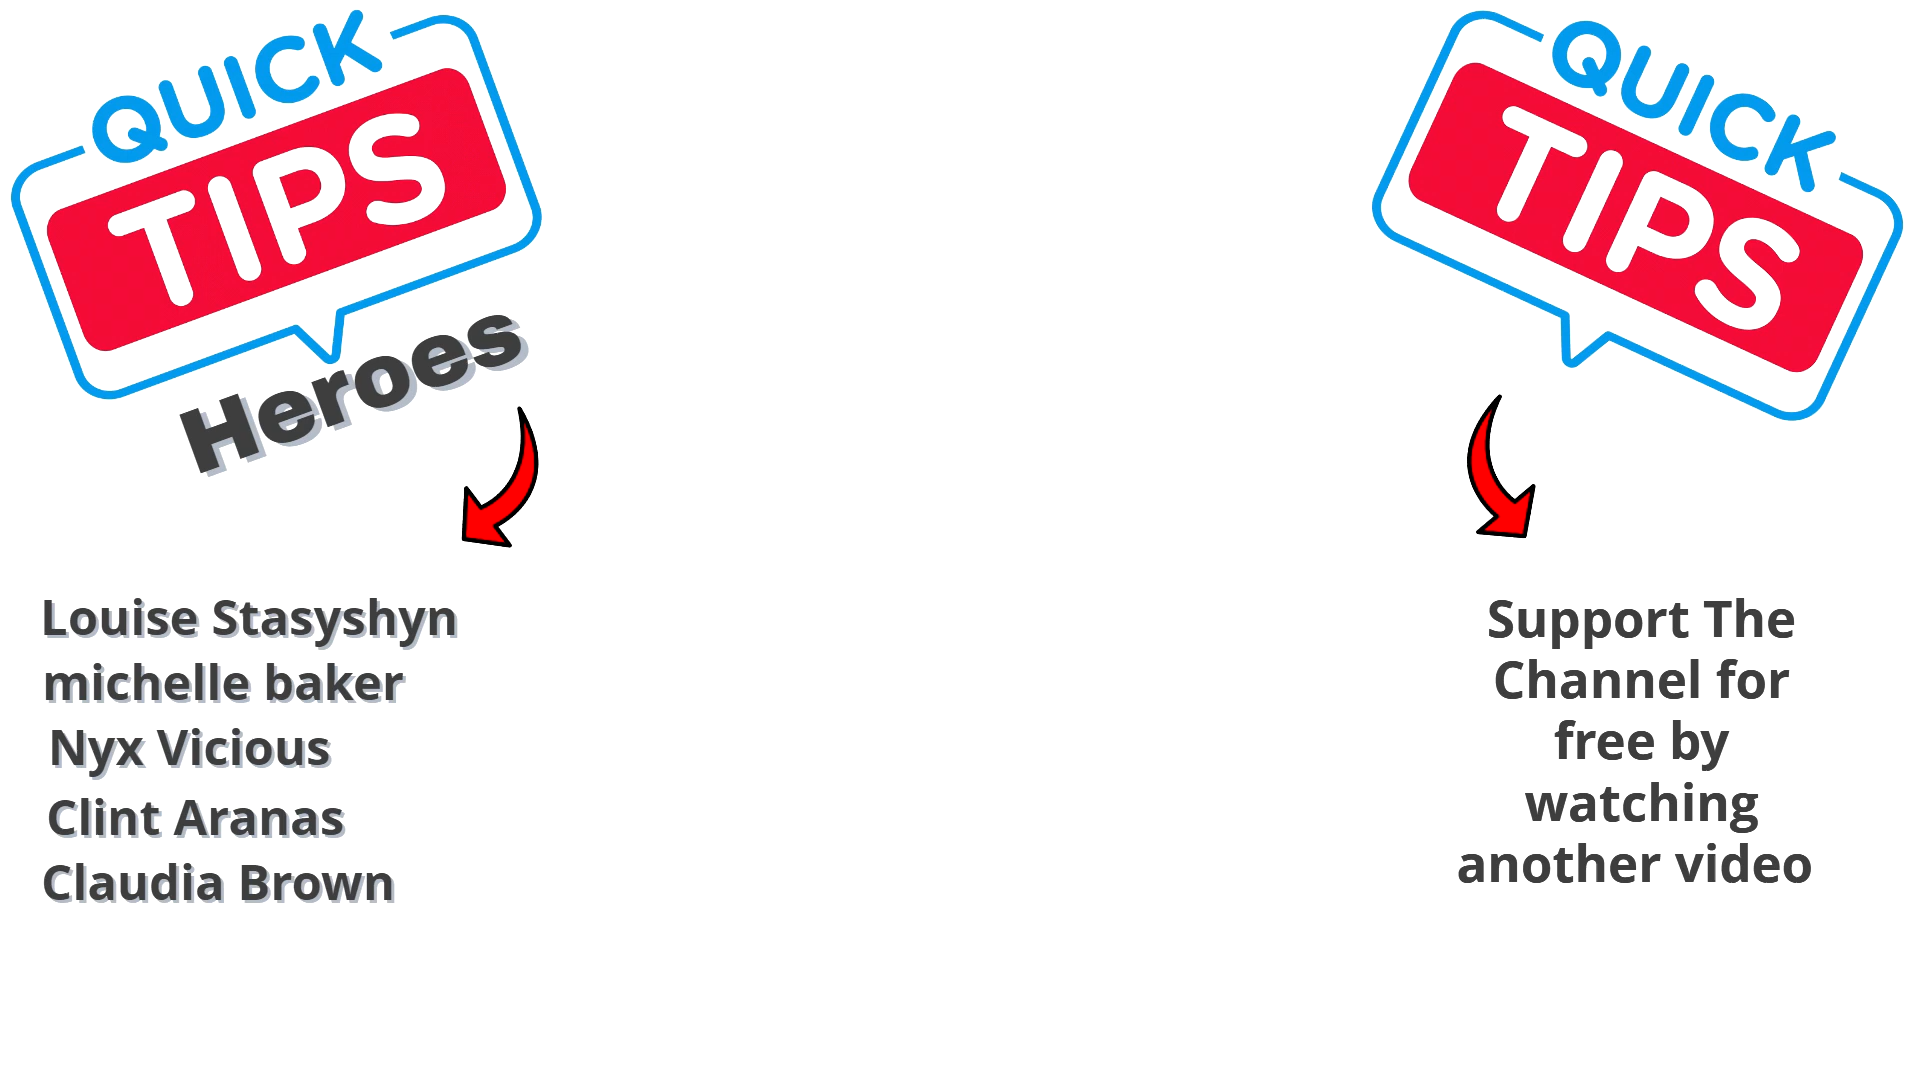 QUICK
TIPS
Heroes
Louise Stasyshyn
michelle baker
Nyx Vicious
Clint Aranas
Claudia Brown
QUICK
TIPS
Support The
Channel for
free by
watching
another video